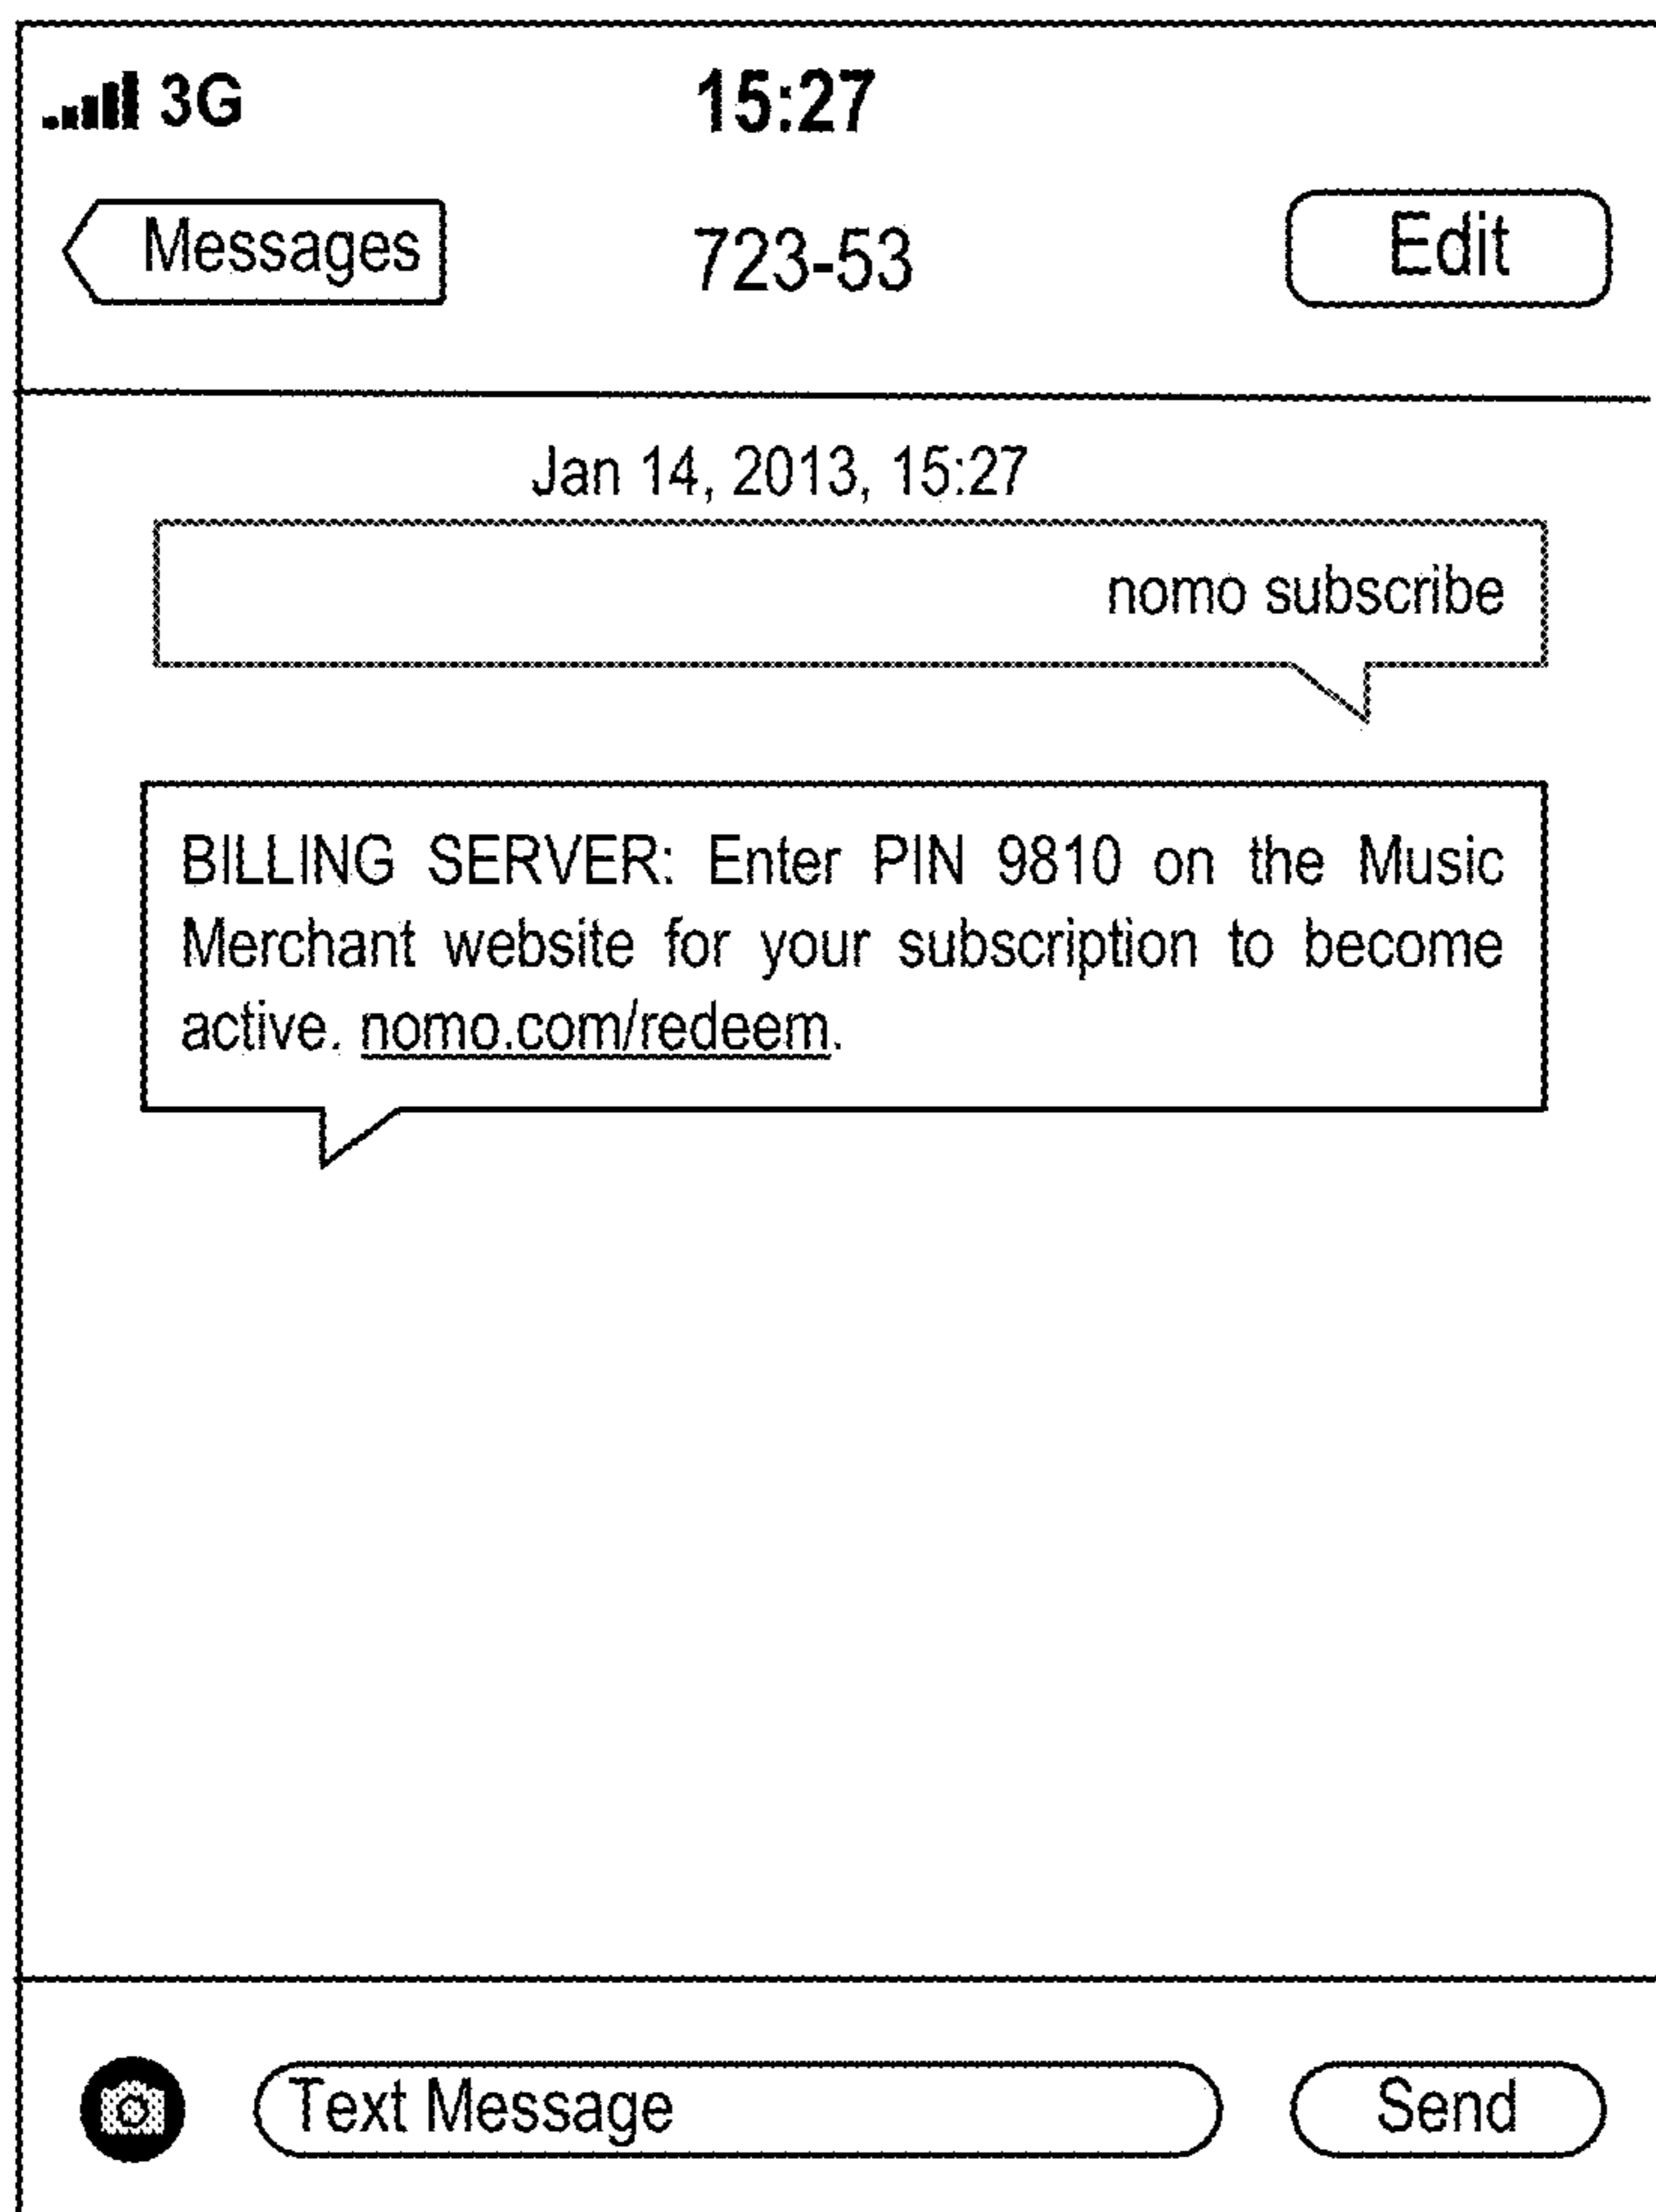 3G 15:27
Messages 723-53 Edit
Jan 14, 2013, 15:27
nomo subscribe
BILLING SERVER: Enter PIN 9810 on the Music
Merchant website for your subscription to become
active. nomo.com/redeem.
Text Message Send